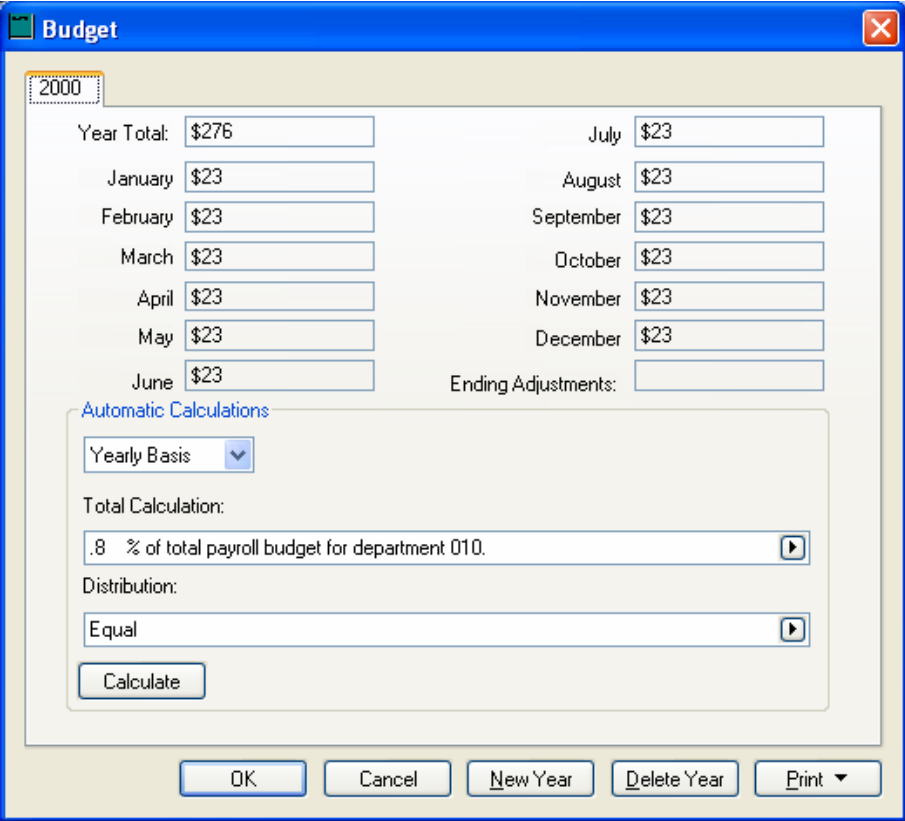 Budget
2000
Year Total: $276
January $23
February $23
March $23
April $23
May $23
June $23
July $23
August $23
September $23
October $23
November $23
December $23
Ending Adjustments:
Automatic Calculations
Yearly Basis
Total Calculation:
.8 % of total payroll budget for department 010.
Distribution:
Equal
Calculate
OK Cancel New Year Delete Year Print